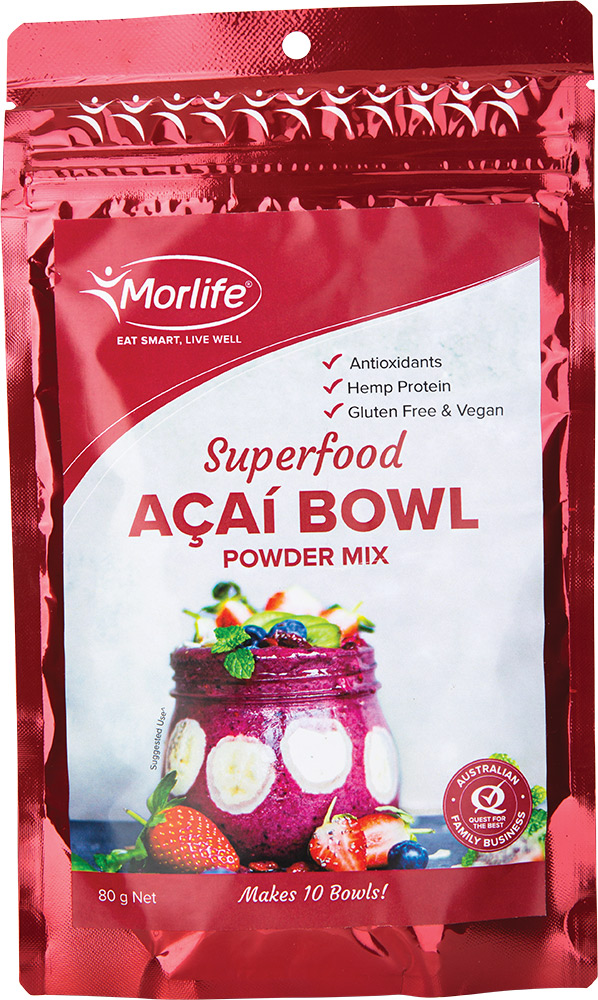 Morlife®
EAT SMART, LIVE WELL
Antioxidants
Hemp Protein
Gluten Free & Vegan
Superfood
AÇAí BOWL
POWDER MIX
Suggested Use^
AUSTRALIAN
QUEST FOR
THE BEST
FAMILY BUSINESS
80 g Net
Makes 10 Bowls!